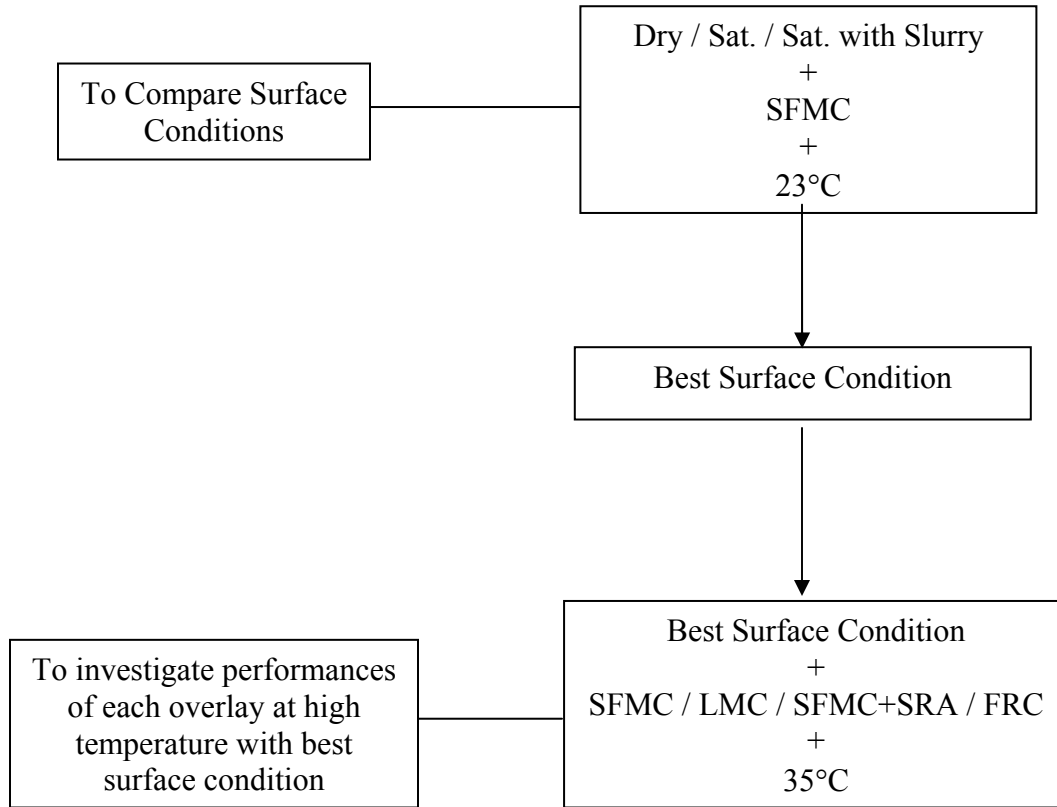 To Compare Surface
Conditions
Dry / Sat. / Sat. with Slurry
+
SFMC
+
23°C
Best Surface Condition
To investigate performances
of each overlay at high
temperature with best
surface condition
Best Surface Condition
+
SFMC / LMC / SFMC+SRA / FRC
+
35°C